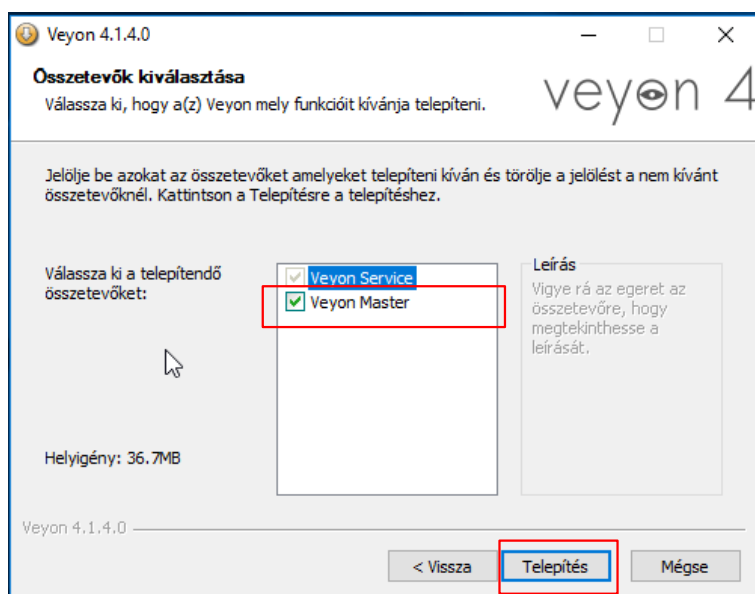 Veyon 4.1.4.0
Összetevők kiválasztása
Válassza ki, hogy a(z) Veyon mely funkcióit kívánja telepíteni.
veyon 4
Jelölje be azokat az összetevőket amelyeket telepíteni kíván és törölje a jelölést a nem kívánt
összetevőknél. Kattintson a Telepítésre a telepítéshez.
Válassza ki a telepítendő
összetevőket:
Veyon Service
Veyon Master
Leírás
Vigye rá az egeret az
összetevőre, hogy
megtekinthesse a
leírását.
Helyigény: 36.7MB
Veyon 4.1.4.0
< Vissza
Telepítés
Mégse